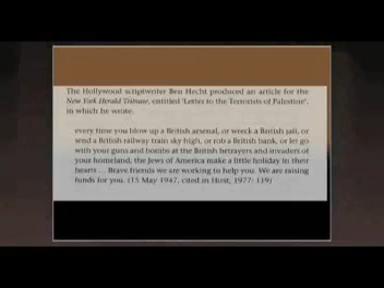 The Hollywood scriptwriter Ben Hecht produced an article for the
New York Herald Tribune, entitled 'Letter to the Terrorists of Palestine',
in which he wrote:
every time you blow up a British arsenal, or wreck a British jail, or
send a British railway train sky high, or rob a British bank, or let go
with your guns and bombs at the British betrayers and invaders of
your homeland, the Jews of America make a little holiday in their
hearts ... Brave friends we are working to help you. We are raising
funds for you. (15 May 1947, cited in Hirst, 1977: 119)